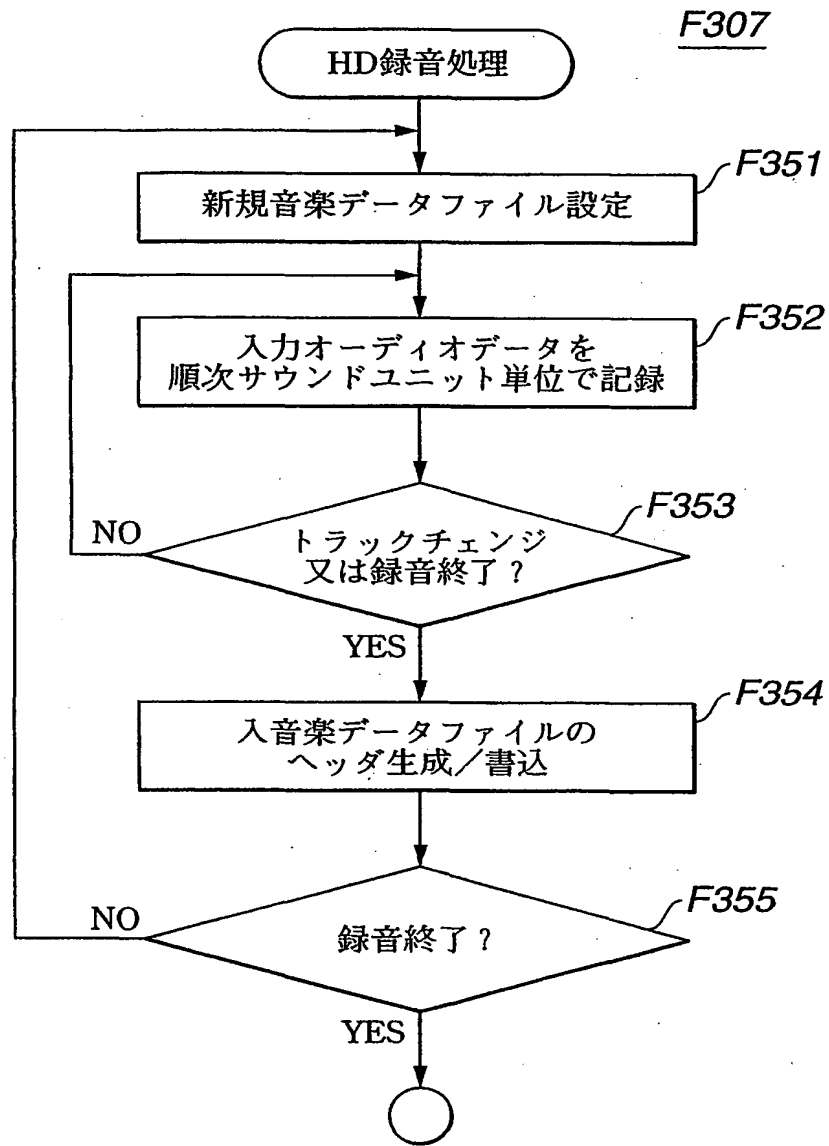 F307
HD録音処理
F351
新規音楽データファイル設定
F352
入力オーディオデータを
順次サウンドユニット単位で記録
F353
NO
トラックチェンジ
又は録音終了?
YES
F354
入音楽データファイルの
ヘッダ生成／書込
F355
NO
録音終了?
YES